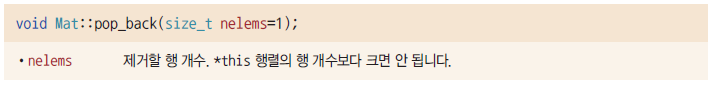 void Mat::pop_back(size_t nelems=1);
• nelems 제거할 행 개수. *this 행렬의 행 개수보다 크면 안 됩니다.